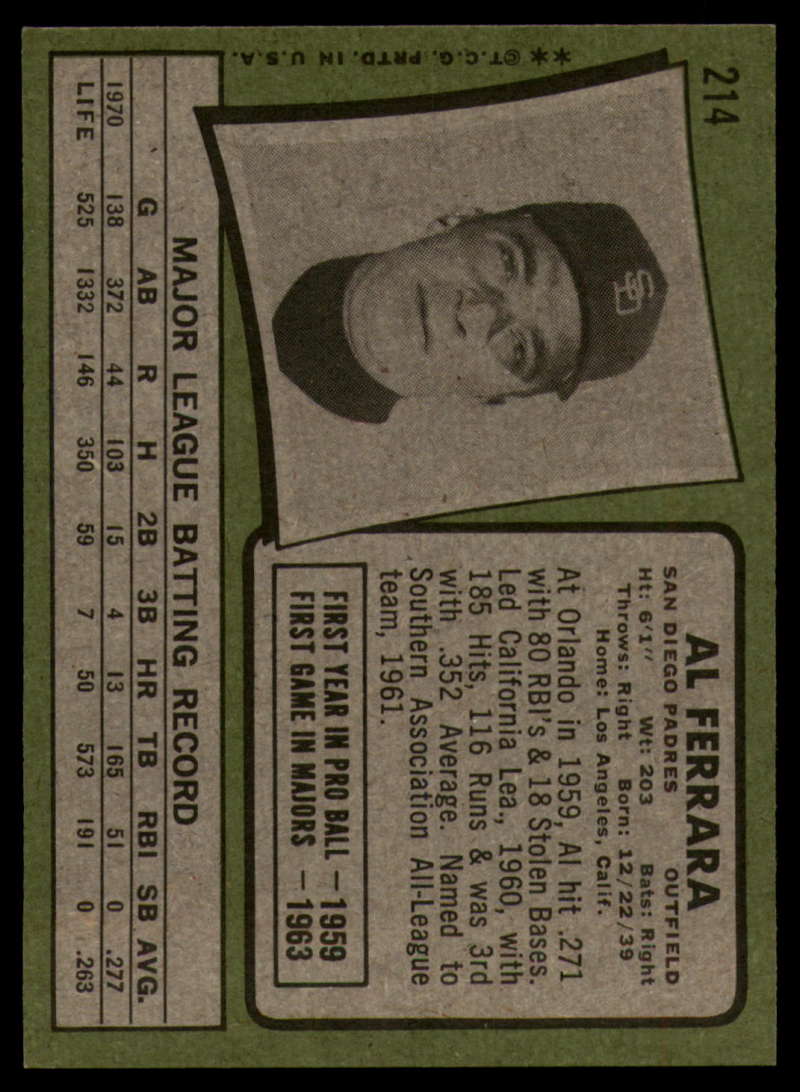 214
AL FERRARA
SAN DIEGO PADRES OUTFIELD
Ht: 6'1" Wt: 203 Bats: Right
Throws: Right Born: 12/22/39
Home: Los Angeles, Calif.
At Orlando in 1959, Al hit .271
with 80 RBI's & 18 Stolen Bases.
Led California Lea., 1960, with
185 Hits, 116 Runs & was 3rd
with .352 Average. Named to
Southern Association All-League
team, 1961.
FIRST YEAR IN PRO BALL — 1959
FIRST GAME IN MAJORS — 1963
SD
**©T.C.G. PRTD. IN U.S.A.
MAJOR LEAGUE BATTING RECORD
G AB R H 2B 3B HR TB RBI SB AVG.
1970 138 372 44 103 15 4 13 165 51 0 .277
LIFE 525 1332 146 350 59 7 50 573 191 0 .263